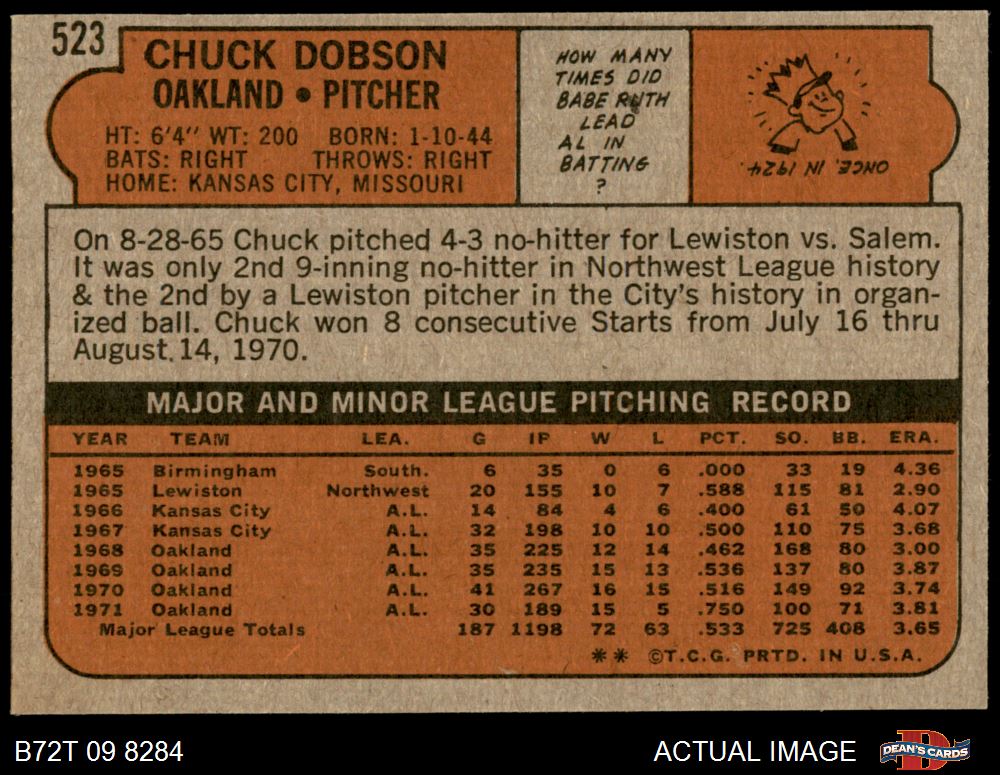 523
CHUCK DOBSON
OAKLAND • PITCHER
HT: 6'4" WT: 200 BORN: 1-10-44
BATS: RIGHT THROWS: RIGHT
HOME: KANSAS CITY, MISSOURI
HOW MANY
TIMES DID
BABE RUTH
LEAD
AL IN
BATTING
?
ONCE, IN 1924.
On 8-28-65 Chuck pitched 4-3 no-hitter for Lewiston vs. Salem.
It was only 2nd 9-inning no-hitter in Northwest League history
& the 2nd by a Lewiston pitcher in the City's history in organ-
ized ball. Chuck won 8 consecutive Starts from July 16 thru
August. 14, 1970.
MAJOR AND MINOR LEAGUE PITCHING RECORD
YEAR TEAM LEA. G IP W L PCT. SO. BB. ERA.
1965 Birmingham South. 6 35 0 6 .000 33 19 4.36
1965 Lewiston Northwest 20 155 10 7 .588 115 81 2.90
1966 Kansas City A.L. 14 84 4 6 .400 61 50 4.07
1967 Kansas City A.L. 32 198 10 10 .500 110 75 3.68
1968 Oakland A.L. 35 225 12 14 .462 168 80 3.00
1969 Oakland A.L. 35 235 15 13 .536 137 80 3.87
1970 Oakland A.L. 41 267 16 15 .516 149 92 3.74
1971 Oakland A.L. 30 189 15 5 .750 100 71 3.81
Major League Totals 187 1198 72 63 .533 725 408 3.65
** ©T.C.G. PRTD. IN U.S.A.
B72T 09 8284
ACTUAL IMAGE
D
DEAN'S CARDS